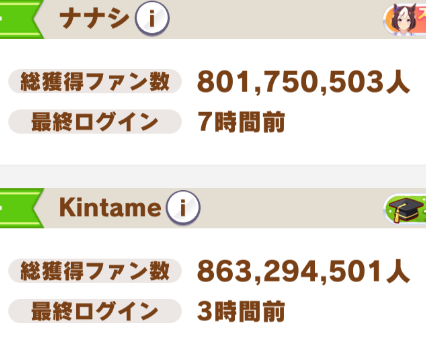 ナナシ i
総獲得ファン数 801,750,503人
最終ログイン 7時間前
Kintame i
総獲得ファン数 863,294,501人
最終ログイン 3時間前